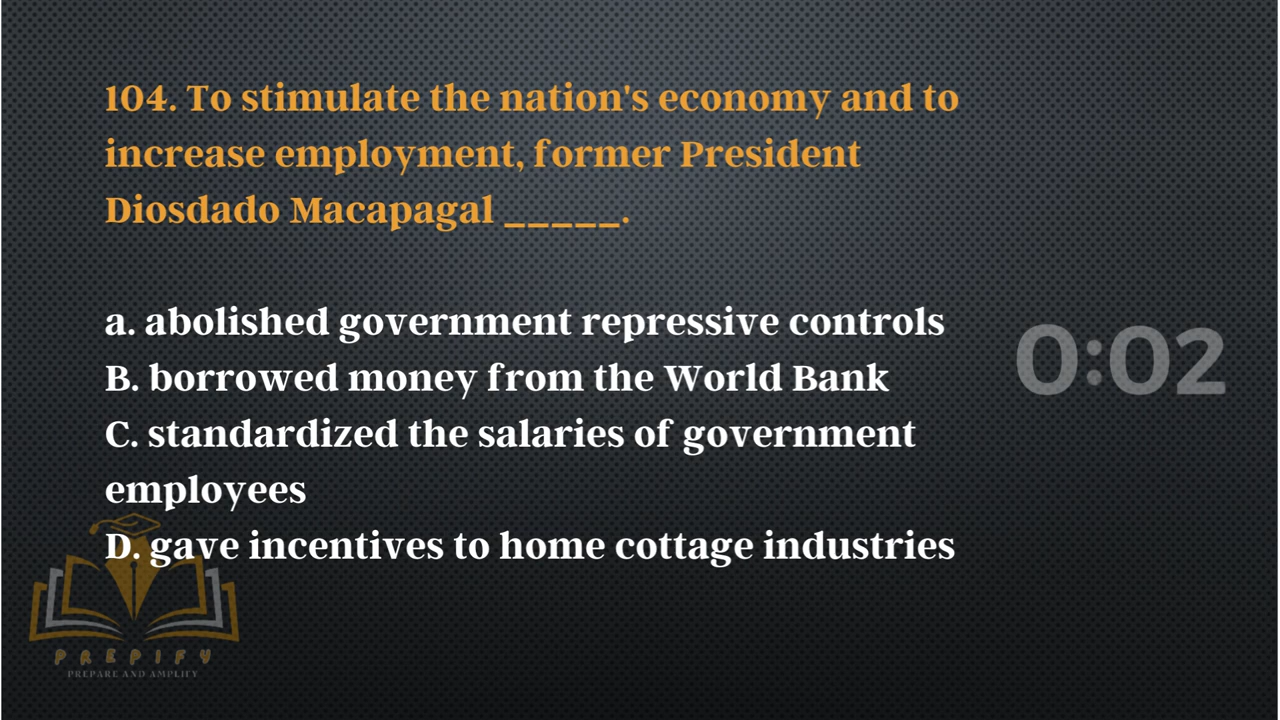 104. To stimulate the nation's economy and to
increase employment, former President
Diosdado Macapagal _____.
a. abolished government repressive controls
B. borrowed money from the World Bank
C. standardized the salaries of government
employees
D. gave incentives to home cottage industries
0:02
PREPIFY
PREPARE AND AMPLIFY